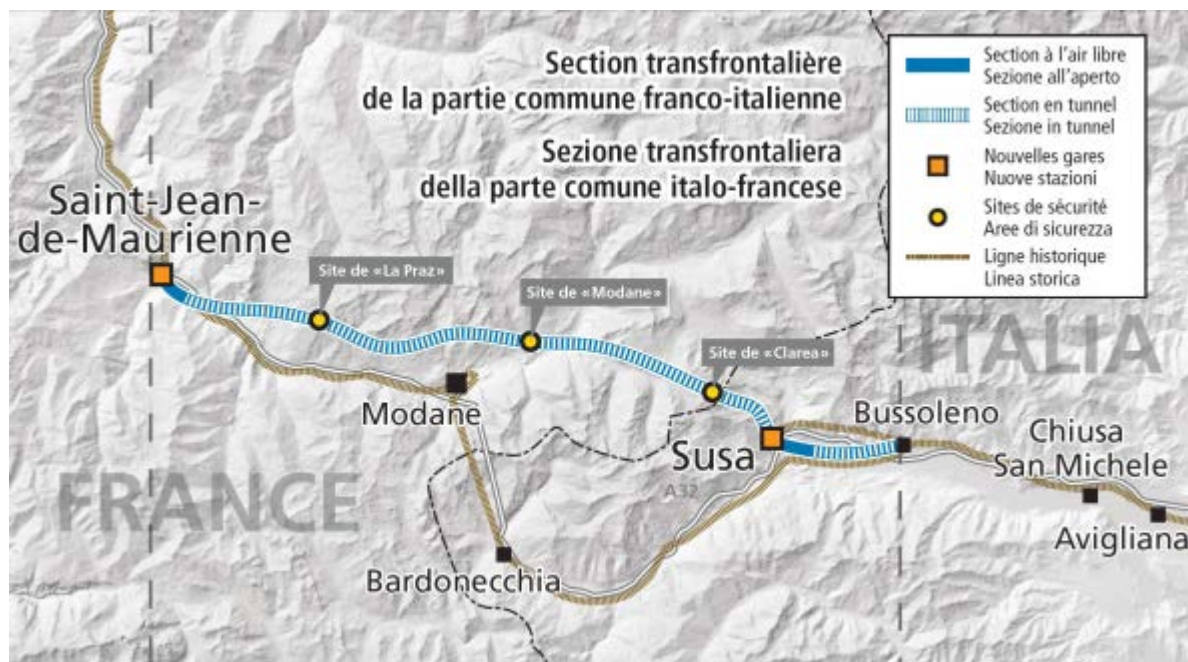 Section transfrontalière
de la partie commune franco-italienne
Sezione transfrontaliera
della parte comune italo-francese
Section à l'air libre
Sezione all'aperto
Section en tunnel
Sezione in tunnel
Nouvelles gares
Nuove stazioni
Sites de sécurité
Aree di sicurezza
Ligne historique
Linea storica
Saint-Jean-
de-Maurienne
Site de «La Praz»
Site de «Modane»
Site de «Clarea»
ITALIA
Modane
Bussoleno
Susa
Chiusa
San Michele
A32
FRANCE
Avigliana
Bardonecchia